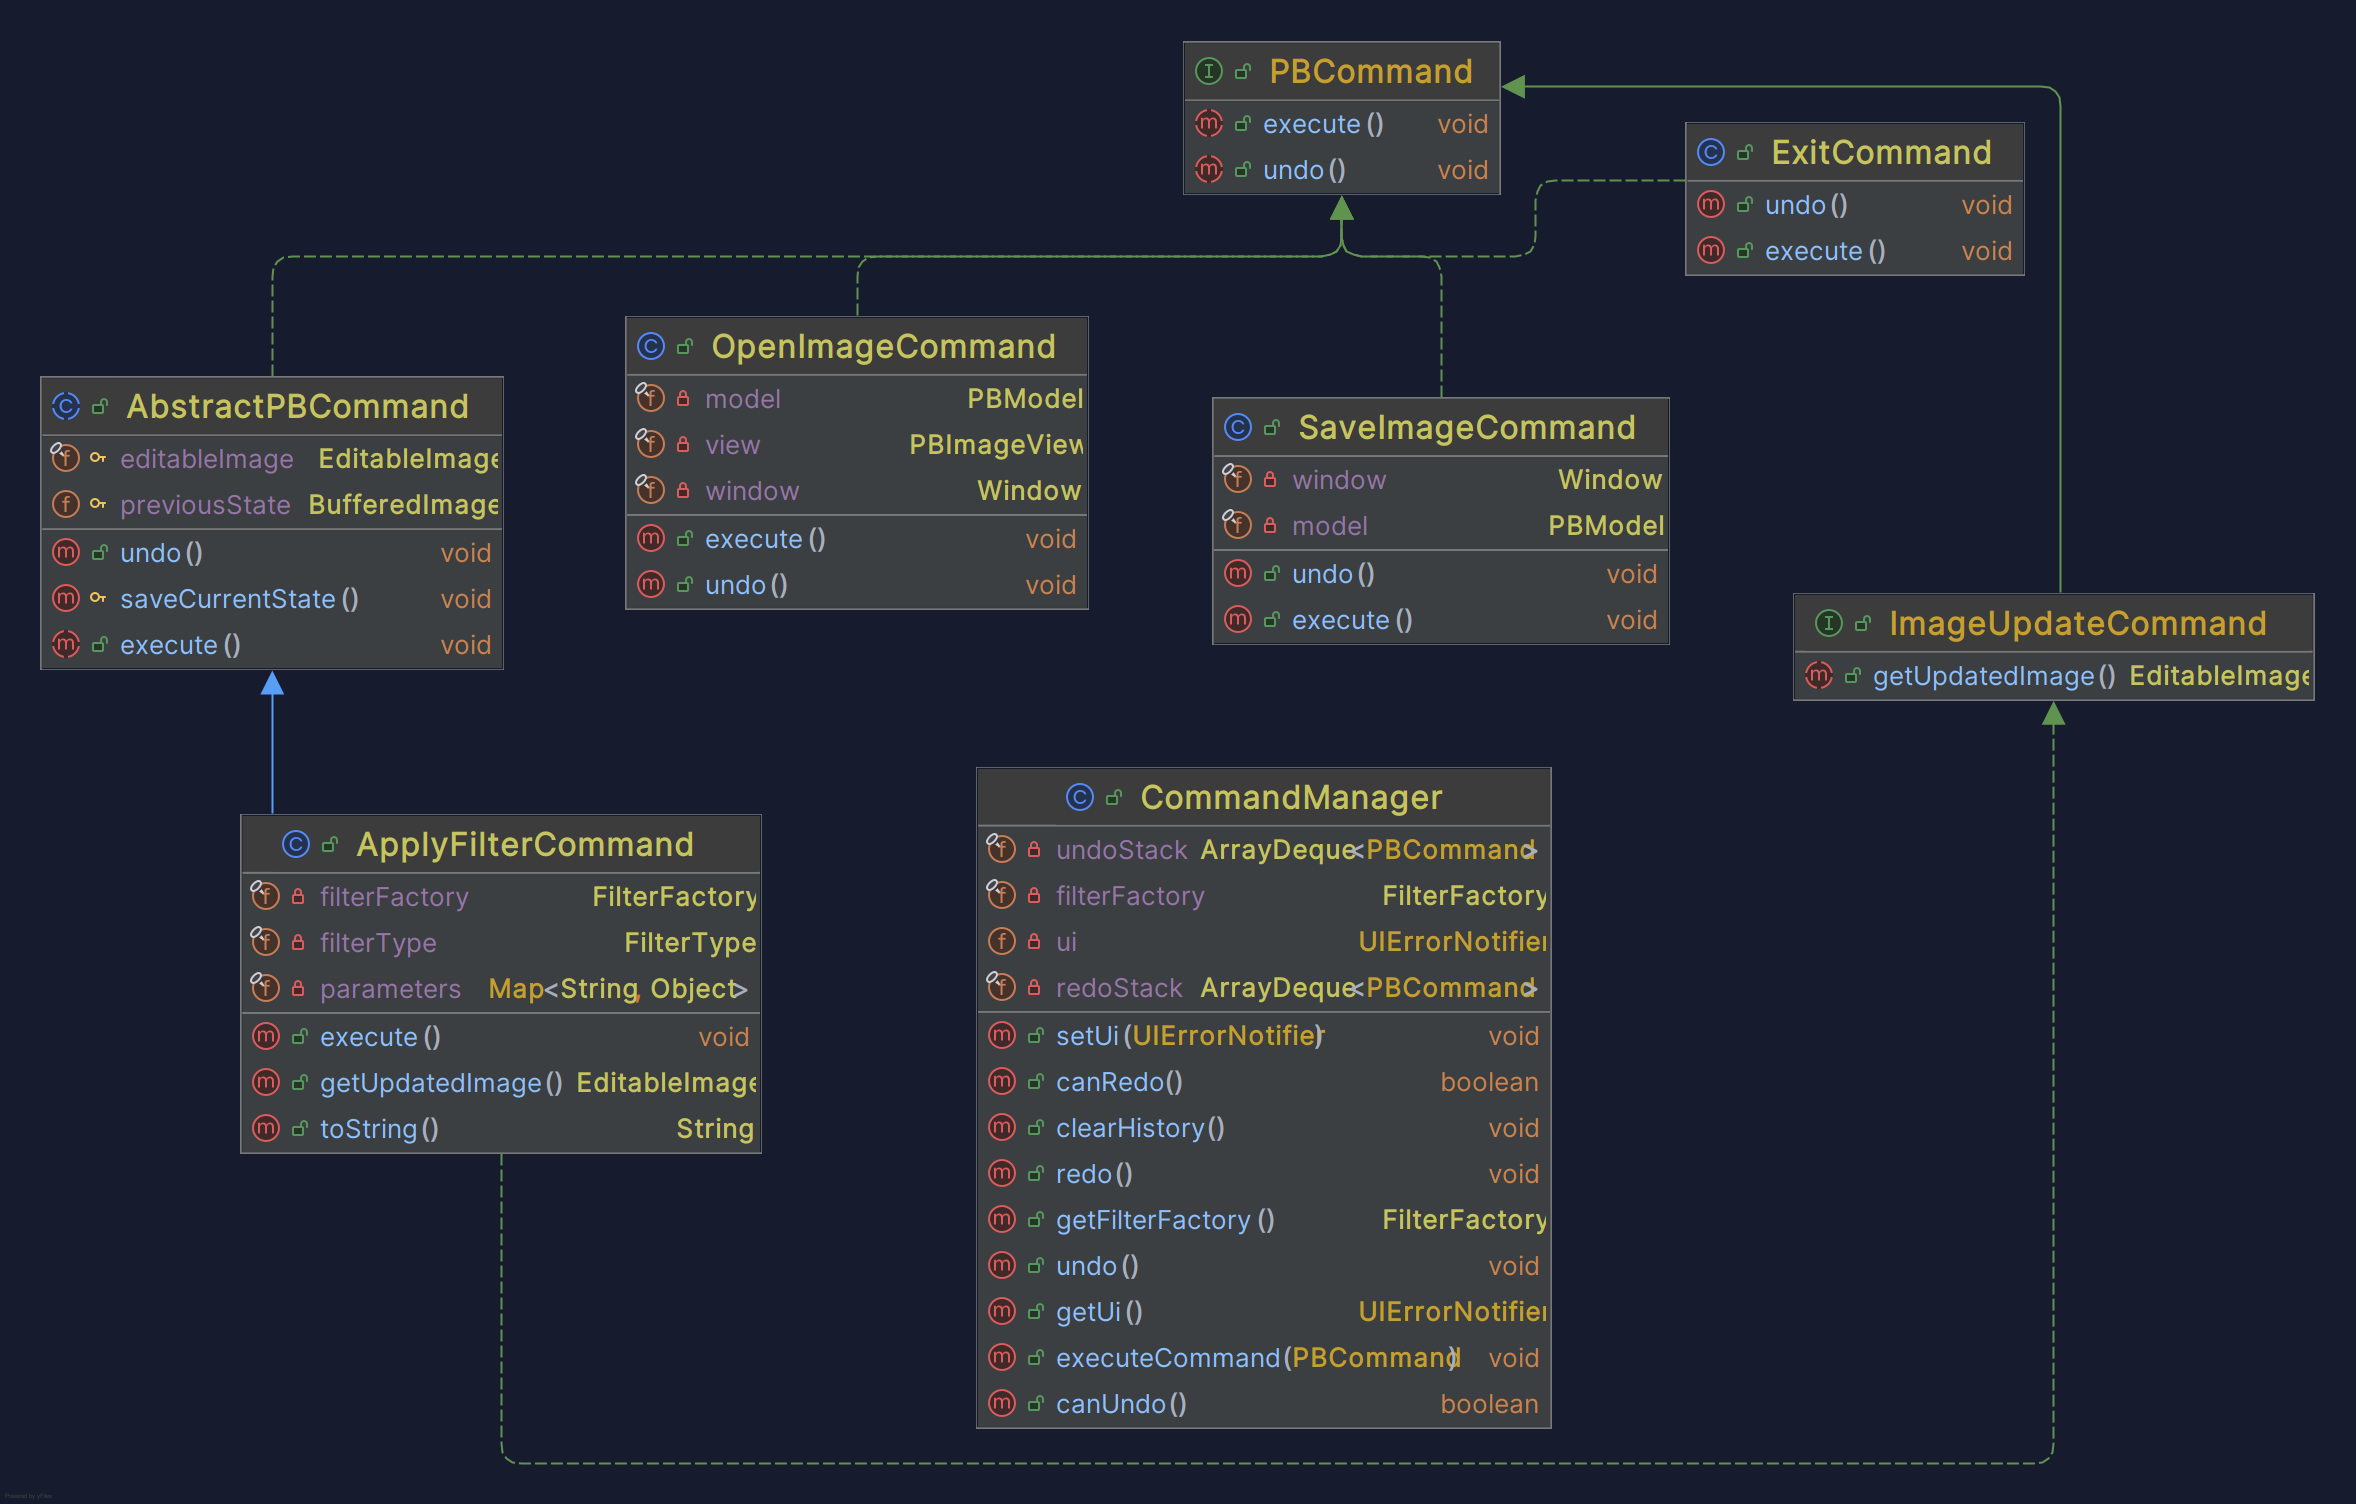 PBCommand
execute() void
undo() void
ExitCommand
undo() void
execute() void
OpenImageCommand
model PBModel
view PBImageView
window Window
execute() void
undo() void
AbstractPBCommand
editableImage EditableImage
previousState BufferedImage
undo() void
saveCurrentState() void
execute() void
SaveImageCommand
window Window
model PBModel
undo() void
execute() void
ImageUpdateCommand
getUpdatedImage() EditableImage
ApplyFilterCommand
filterFactory FilterFactory
filterType FilterType
parameters Map<String, Object>
execute() void
getUpdatedImage() EditableImage
toString() String
CommandManager
undoStack ArrayDeque<PBCommand>
filterFactory FilterFactory
ui UIErrorNotifier
redoStack ArrayDeque<PBCommand>
setUi(UIErrorNotifier) void
canRedo() boolean
clearHistory() void
redo() void
getFilterFactory() FilterFactory
undo() void
getUi() UIErrorNotifier
executeCommand(PBCommand) void
canUndo() boolean
Powered by yFiles